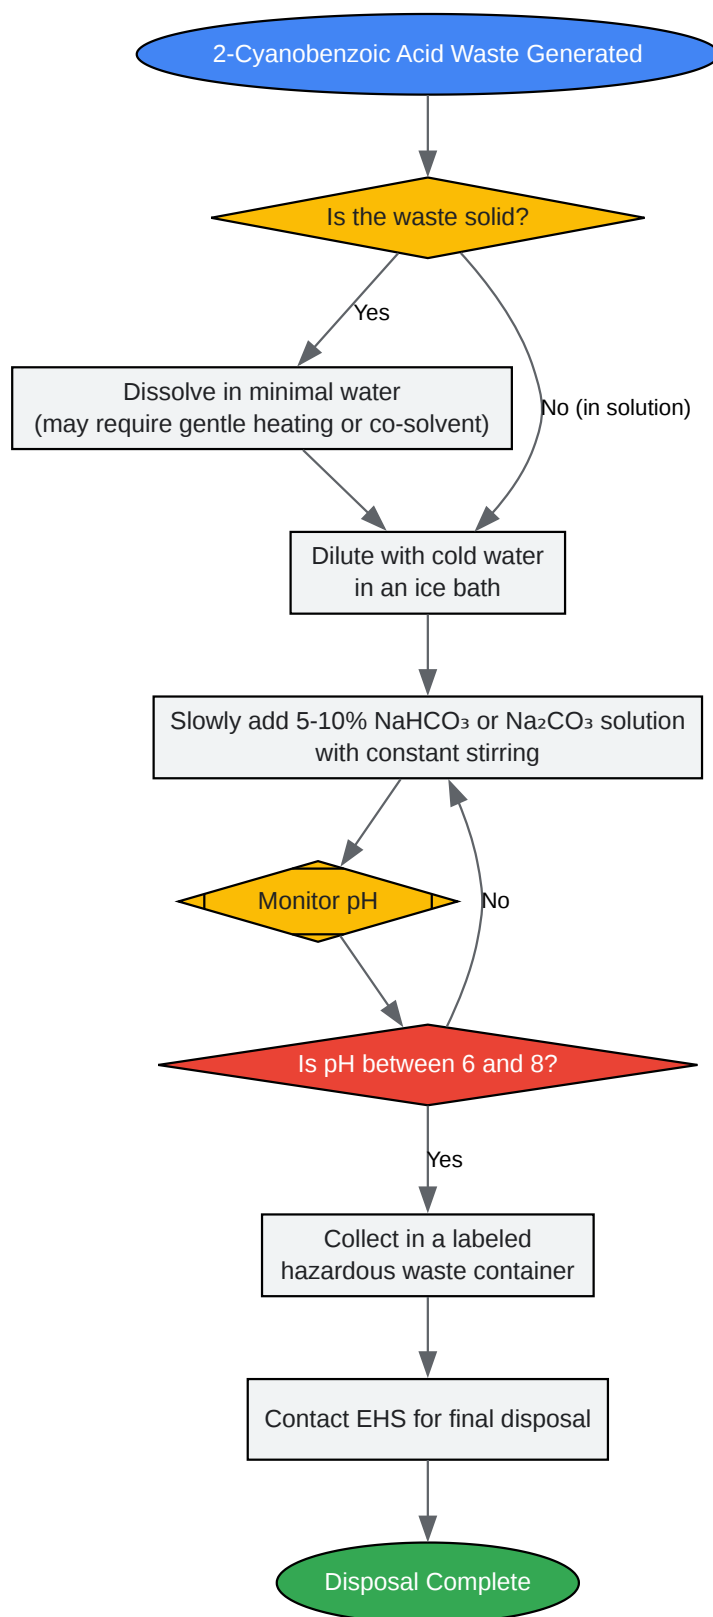 2-Cyanobenzoic Acid Waste Generated
Is the waste solid?
Yes
Dissolve in minimal water
(may require gentle heating or co-solvent)
No (in solution)
Dilute with cold water
in an ice bath
Slowly add 5-10% NaHCO₃ or Na₂CO₃ solution
with constant stirring
Monitor pH
No
Is pH between 6 and 8?
Yes
Collect in a labeled
hazardous waste container
Contact EHS for final disposal
Disposal Complete